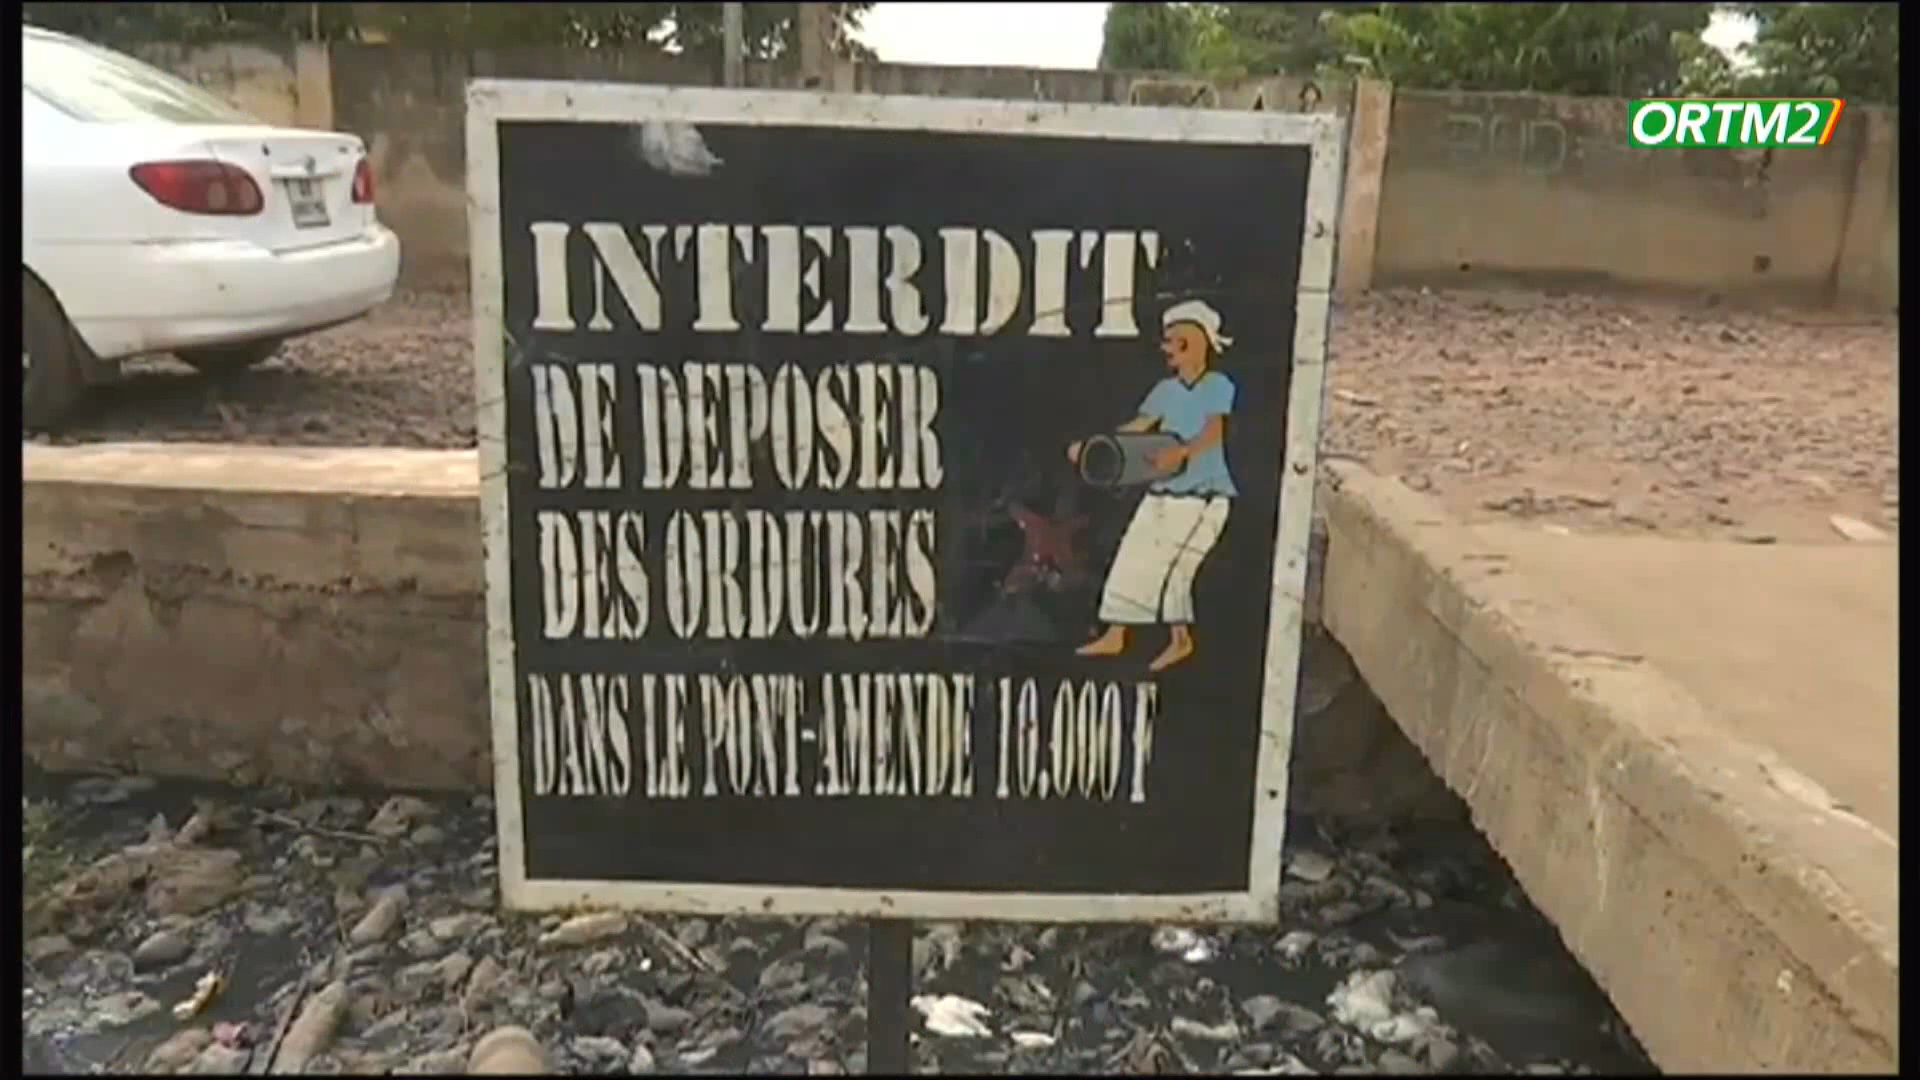 ORTM2
INTERDIT
DE DEPOSER
DES ORDURES
DANS LE PONT-AMENDE 10.000 F